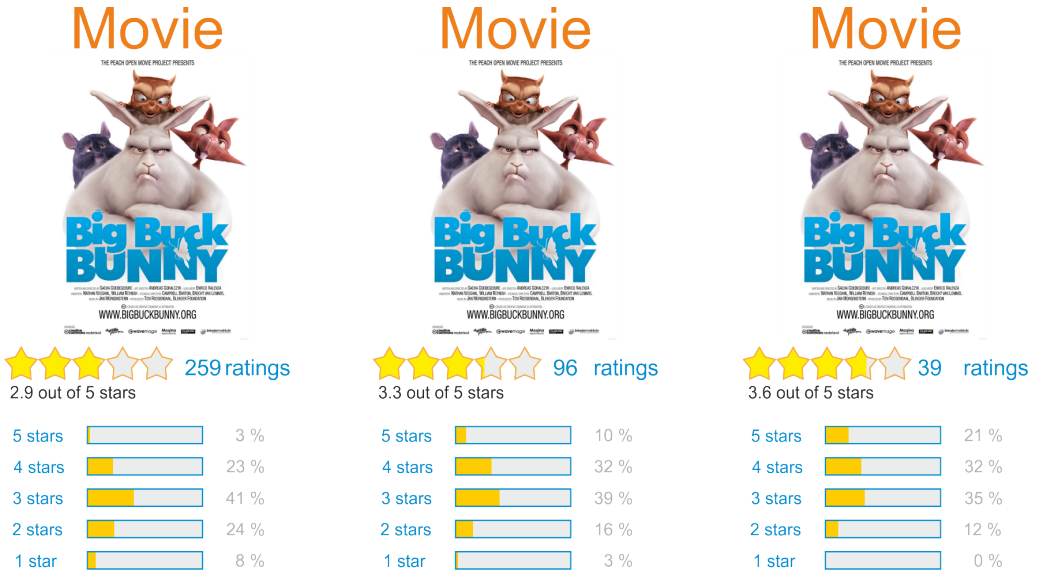 Movie
THE PEACH OPEN MOVIE PROJECT PRESENTS
Big Buck
BUNNY
WWW.BIGBUCKBUNNY.ORG
259 ratings
2.9 out of 5 stars
5 stars 3 %
4 stars 23 %
3 stars 41 %
2 stars 24 %
1 star 8 %
Movie
THE PEACH OPEN MOVIE PROJECT PRESENTS
Big Buck
BUNNY
WWW.BIGBUCKBUNNY.ORG
96 ratings
3.3 out of 5 stars
5 stars 10 %
4 stars 32 %
3 stars 39 %
2 stars 16 %
1 star 3 %
Movie
THE PEACH OPEN MOVIE PROJECT PRESENTS
Big Buck
BUNNY
WWW.BIGBUCKBUNNY.ORG
39 ratings
3.6 out of 5 stars
5 stars 21 %
4 stars 32 %
3 stars 35 %
2 stars 12 %
1 star 0 %